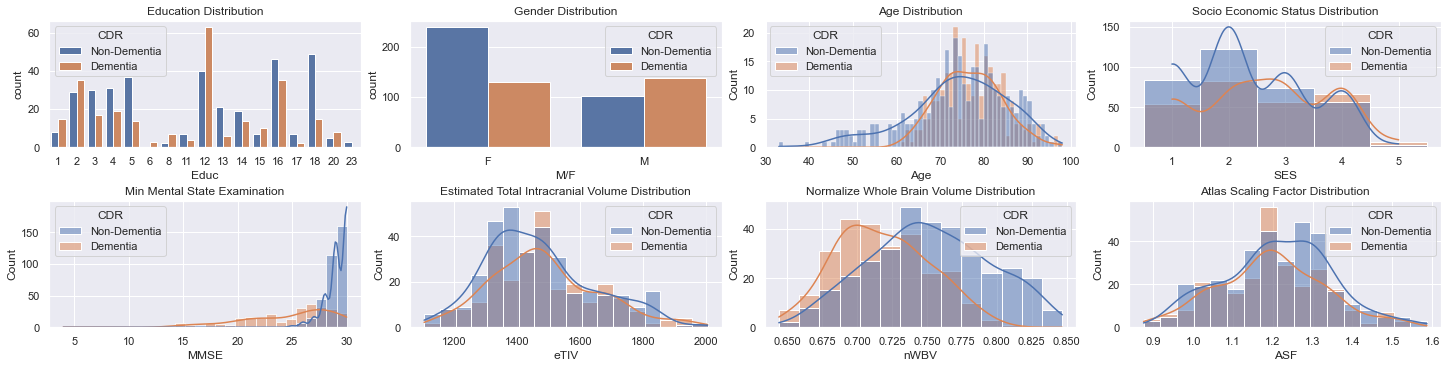 Education Distribution
CDR
Non-Dementia
Dementia
count
0
20
40
60
1 2 3 4 5 6 8 11 12 13 14 15 16 17 18 20 23
Educ
Gender Distribution
CDR
Non-Dementia
Dementia
count
0
100
200
F M
M/F
Age Distribution
CDR
Non-Dementia
Dementia
Count
0
5
10
15
20
30 40 50 60 70 80 90 100
Age
Socio Economic Status Distribution
CDR
Non-Dementia
Dementia
Count
0
50
100
150
1 2 3 4 5
SES
Min Mental State Examination
CDR
Non-Dementia
Dementia
Count
0
50
100
150
5 10 15 20 25 30
MMSE
Estimated Total Intracranial Volume Distribution
CDR
Non-Dementia
Dementia
Count
0
20
40
1200 1400 1600 1800 2000
eTIV
Normalize Whole Brain Volume Distribution
CDR
Non-Dementia
Dementia
Count
0
20
40
0.650 0.675 0.700 0.725 0.750 0.775 0.800 0.825 0.850
nWBV
Atlas Scaling Factor Distribution
CDR
Non-Dementia
Dementia
Count
0
20
40
0.9 1.0 1.1 1.2 1.3 1.4 1.5 1.6
ASF